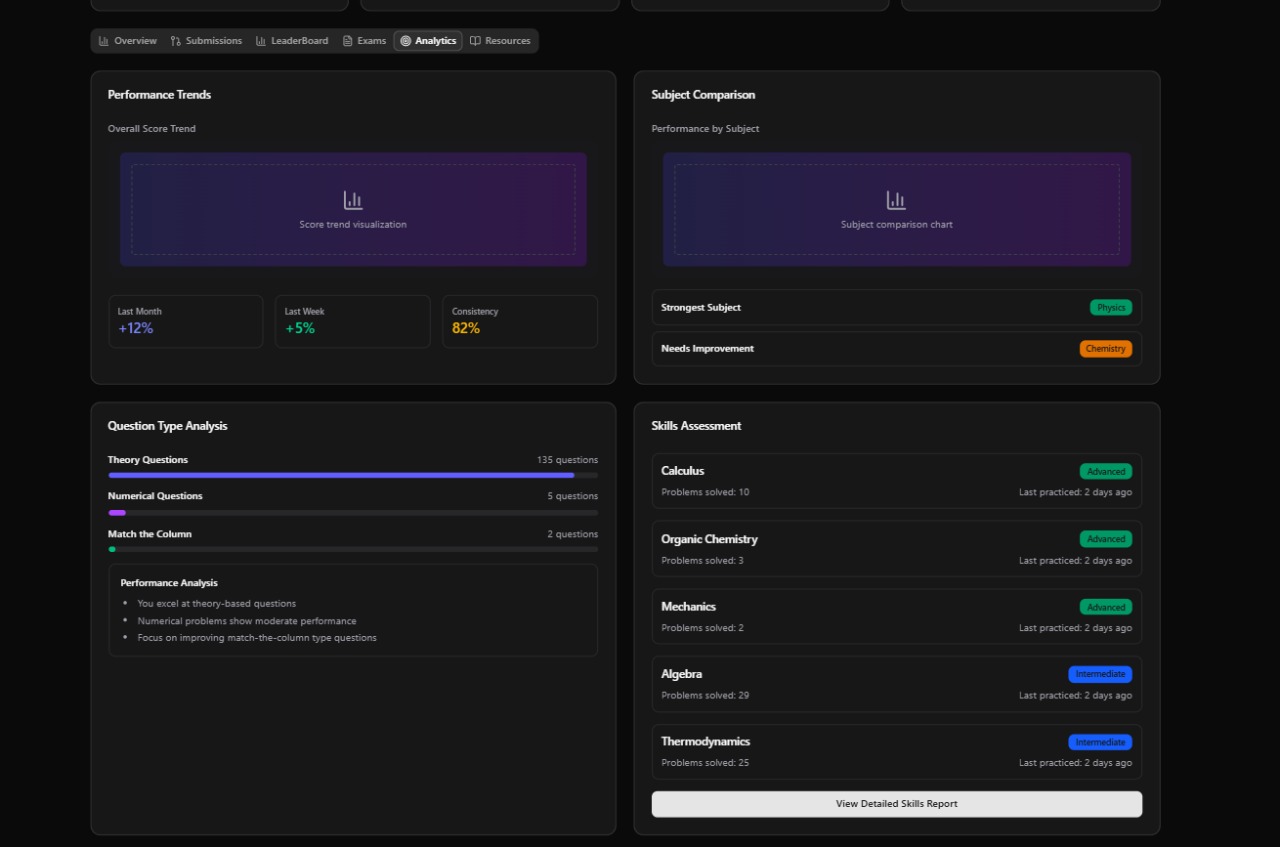 Overview Submissions LeaderBoard Exams Analytics Resources
Performance Trends
Overall Score Trend
Score trend visualization
Last Month
+12%
Last Week
+5%
Consistency
82%
Subject Comparison
Performance by Subject
Subject comparison chart
Strongest Subject Physics
Needs Improvement Chemistry
Question Type Analysis
Theory Questions 135 questions
Numerical Questions 5 questions
Match the Column 2 questions
Performance Analysis
• You excel at theory-based questions
• Numerical problems show moderate performance
• Focus on improving match-the-column type questions
Skills Assessment
Calculus Advanced
Problems solved: 10 Last practiced: 2 days ago
Organic Chemistry Advanced
Problems solved: 3 Last practiced: 2 days ago
Mechanics Advanced
Problems solved: 2 Last practiced: 2 days ago
Algebra Intermediate
Problems solved: 29 Last practiced: 2 days ago
Thermodynamics Intermediate
Problems solved: 25 Last practiced: 2 days ago
View Detailed Skills Report